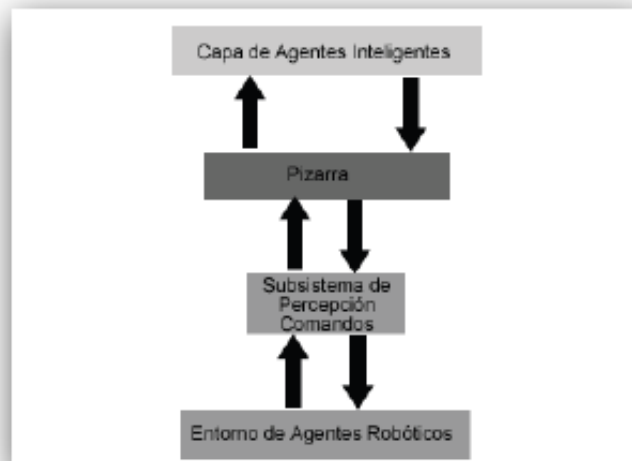 Capa de Agentes Inteligentes
Pizarra
Subsistema de
Percepción
Comandos
Entorno de Agentes Robóticos